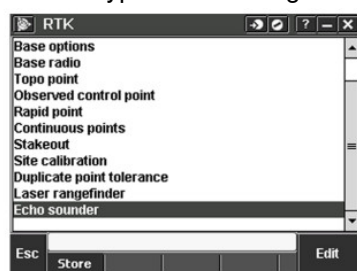 RTK ? – X
Base options
Base radio
Topo point
Observed control point
Rapid point
Continuous points
Stakeout
Site calibration
Duplicate point tolerance
Laser rangefinder
Echo sounder
Esc Store Edit